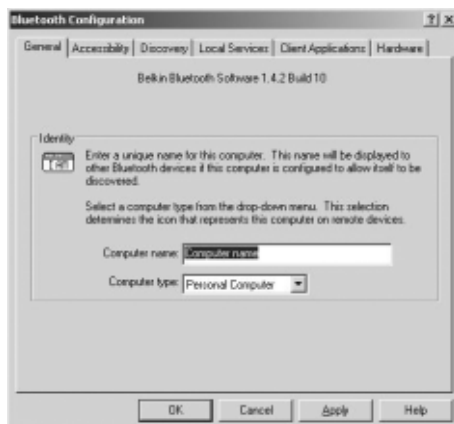 Bluetooth Configuration
? x
General Accessibility Discovery Local Services Client Applications Hardware
Belkin Bluetooth Software 1.4.2 Build 10
Identity
Enter a unique name for this computer. This name will be displayed to
other Bluetooth devices if this computer is configured to allow itself to be
discovered.
Select a computer type from the drop-down menu. This selection
determines the icon that represents this computer on remote devices.
Computer name: Computer name
Computer type: Personal Computer
OK Cancel Apply Help